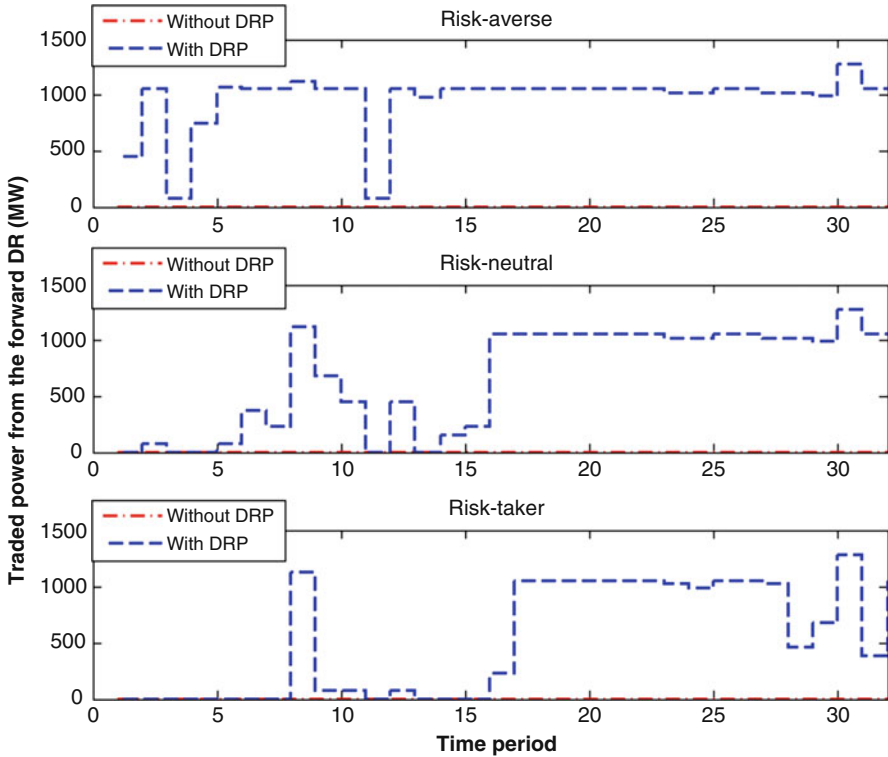 Traded power from the forward DR (MW)
Risk-averse
Without DRP
With DRP
1500
1000
500
0
0 5 10 15 20 25 30
Risk-neutral
Without DRP
With DRP
1500
1000
500
0
0 5 10 15 20 25 30
Risk-taker
Without DRP
With DRP
1500
1000
500
0
0 5 10 15 20 25 30
Time period